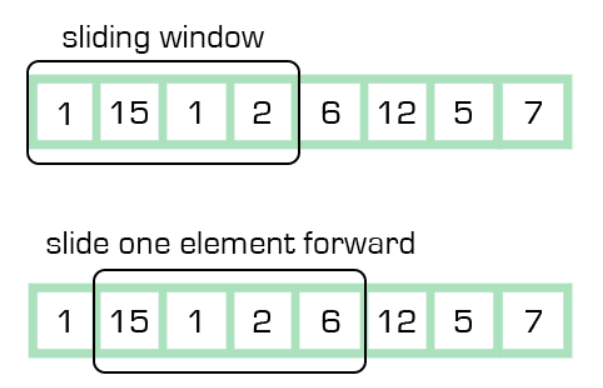 sliding window
1 15 1 2 6 12 5 7
slide one element forward
1 15 1 2 6 12 5 7